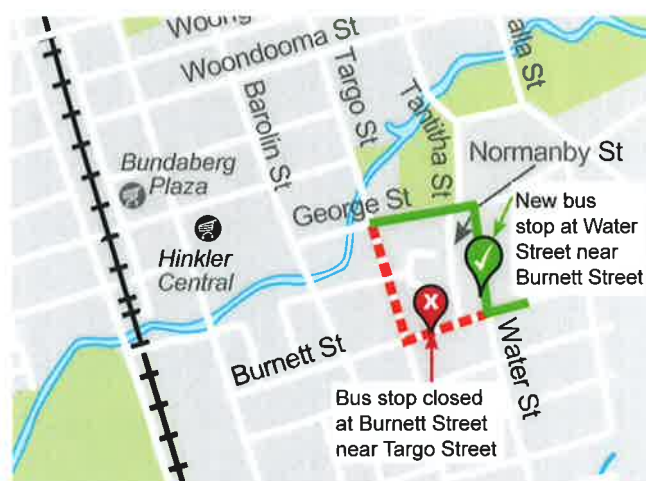 Woondooma St
alla St
Targo St
Barolin St
Tantitha St
Normanby St
Bundaberg
Plaza
George St
New bus
stop at Water
Street near
Burnett Street
Hinkler
Central
X
Burnett St
Water St
Bus stop closed
at Burnett Street
near Targo Street